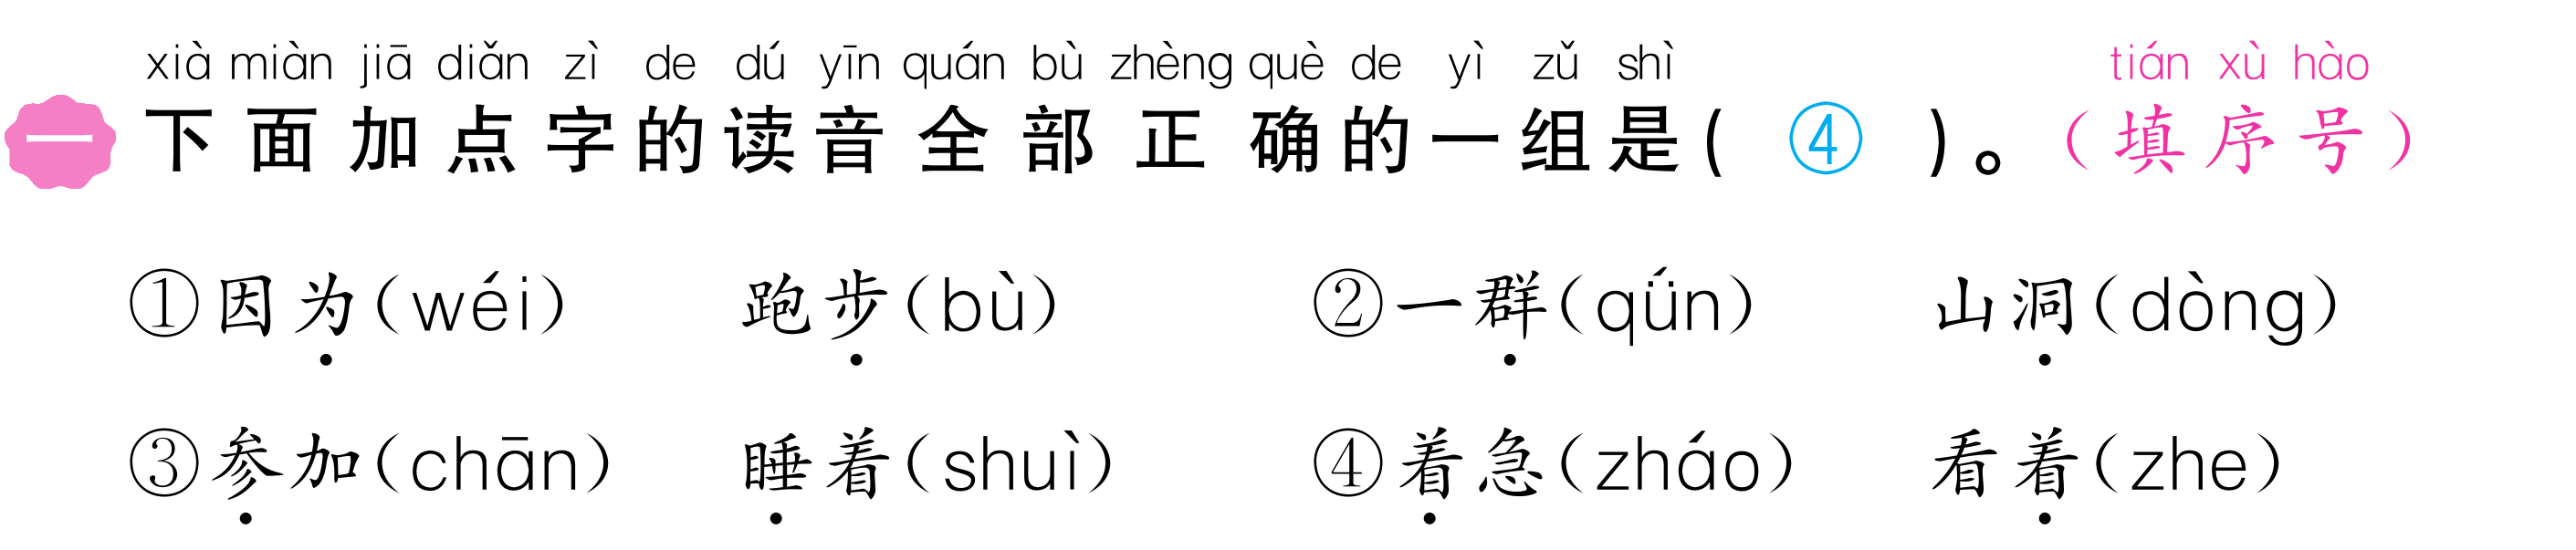 xià miàn jiā diǎn zì de dú yīn quán bù zhèng què de yì zǔ shì tián xù hào
一 下面加点字的读音全部正确的一组是( ④ )。（填序号）
①因为(wéi) 跑步(bù) ②一群(qǘn) 山洞(dòng)
③参加(chān) 睡着(shuì) ④着急(zháo) 看着(zhe)